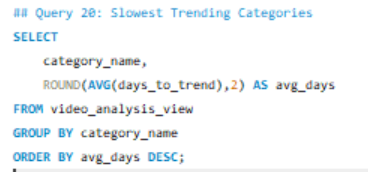 ## Query 20: Slowest Trending Categories
SELECT
    category_name,
    ROUND(AVG(days_to_trend),2) AS avg_days
FROM video_analysis_view
GROUP BY category_name
ORDER BY avg_days DESC;